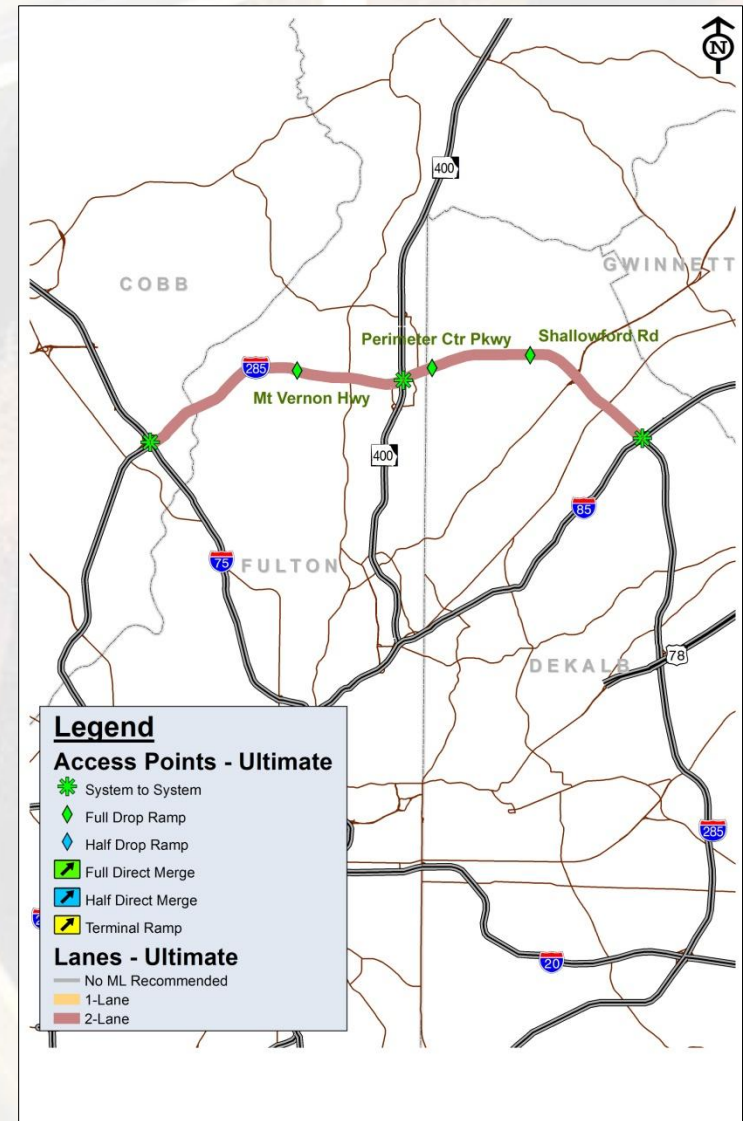 N
400
COBB
GWINNETT
Perimeter Ctr Pkwy
Shallowford Rd
285
Mt Vernon Hwy
400
85
75
FULTON
DEKALB
78
285
20
Legend
Access Points - Ultimate
System to System
Full Drop Ramp
Half Drop Ramp
Full Direct Merge
Half Direct Merge
Terminal Ramp
Lanes - Ultimate
No ML Recommended
1-Lane
2-Lane